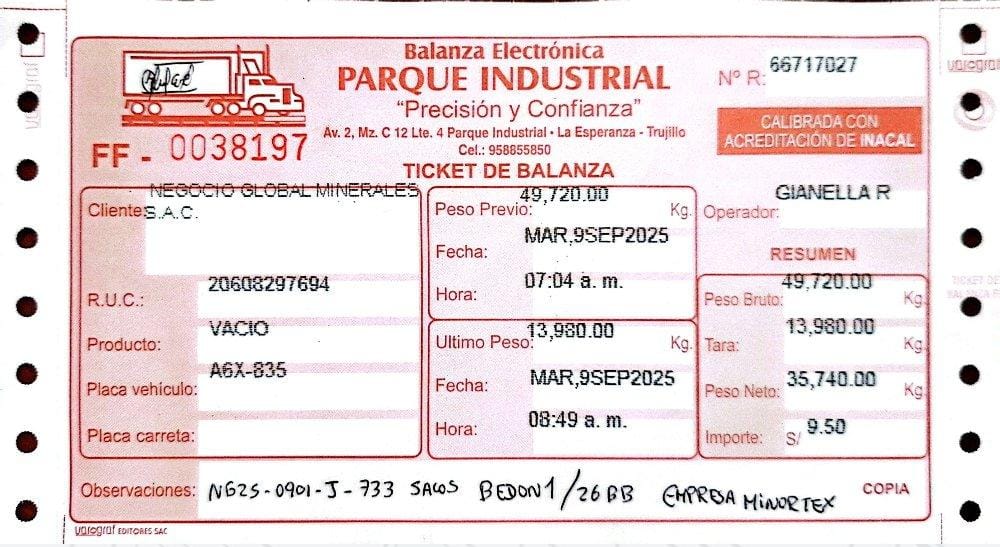 Balanza Electrónica
PARQUE INDUSTRIAL
“Precisión y Confianza”
Av. 2, Mz. C 12 Lte. 4 Parque Industrial • La Esperanza - Trujillo
Cel.: 958855850
Nº R: 66717027
CALIBRADA CON
ACREDITACIÓN DE INACAL
FF - 0038197
TICKET DE BALANZA
Cliente: NEGOCIO GLOBAL MINERALES
S.A.C.
R.U.C.: 20608297694
Producto: VACIO
Placa vehículo: A6X-835
Placa carreta:
Peso Previo: 49,720.00 Kg.
Fecha: MAR,9SEP2025
Hora: 07:04 a. m.
Ultimo Peso: 13,980.00 Kg.
Fecha: MAR,9SEP2025
Hora: 08:49 a. m.
Operador: GIANELLA R
RESUMEN
Peso Bruto: 49,720.00 Kg.
Tara: 13,980.00 Kg.
Peso Neto: 35,740.00 Kg.
Importe: S/ 9.50
Observaciones: NG25-0901-J-733 SACOS BEDON1/26BB EMPRESA MINORTEX
COPIA
varograf EDITORES SAC
varograf